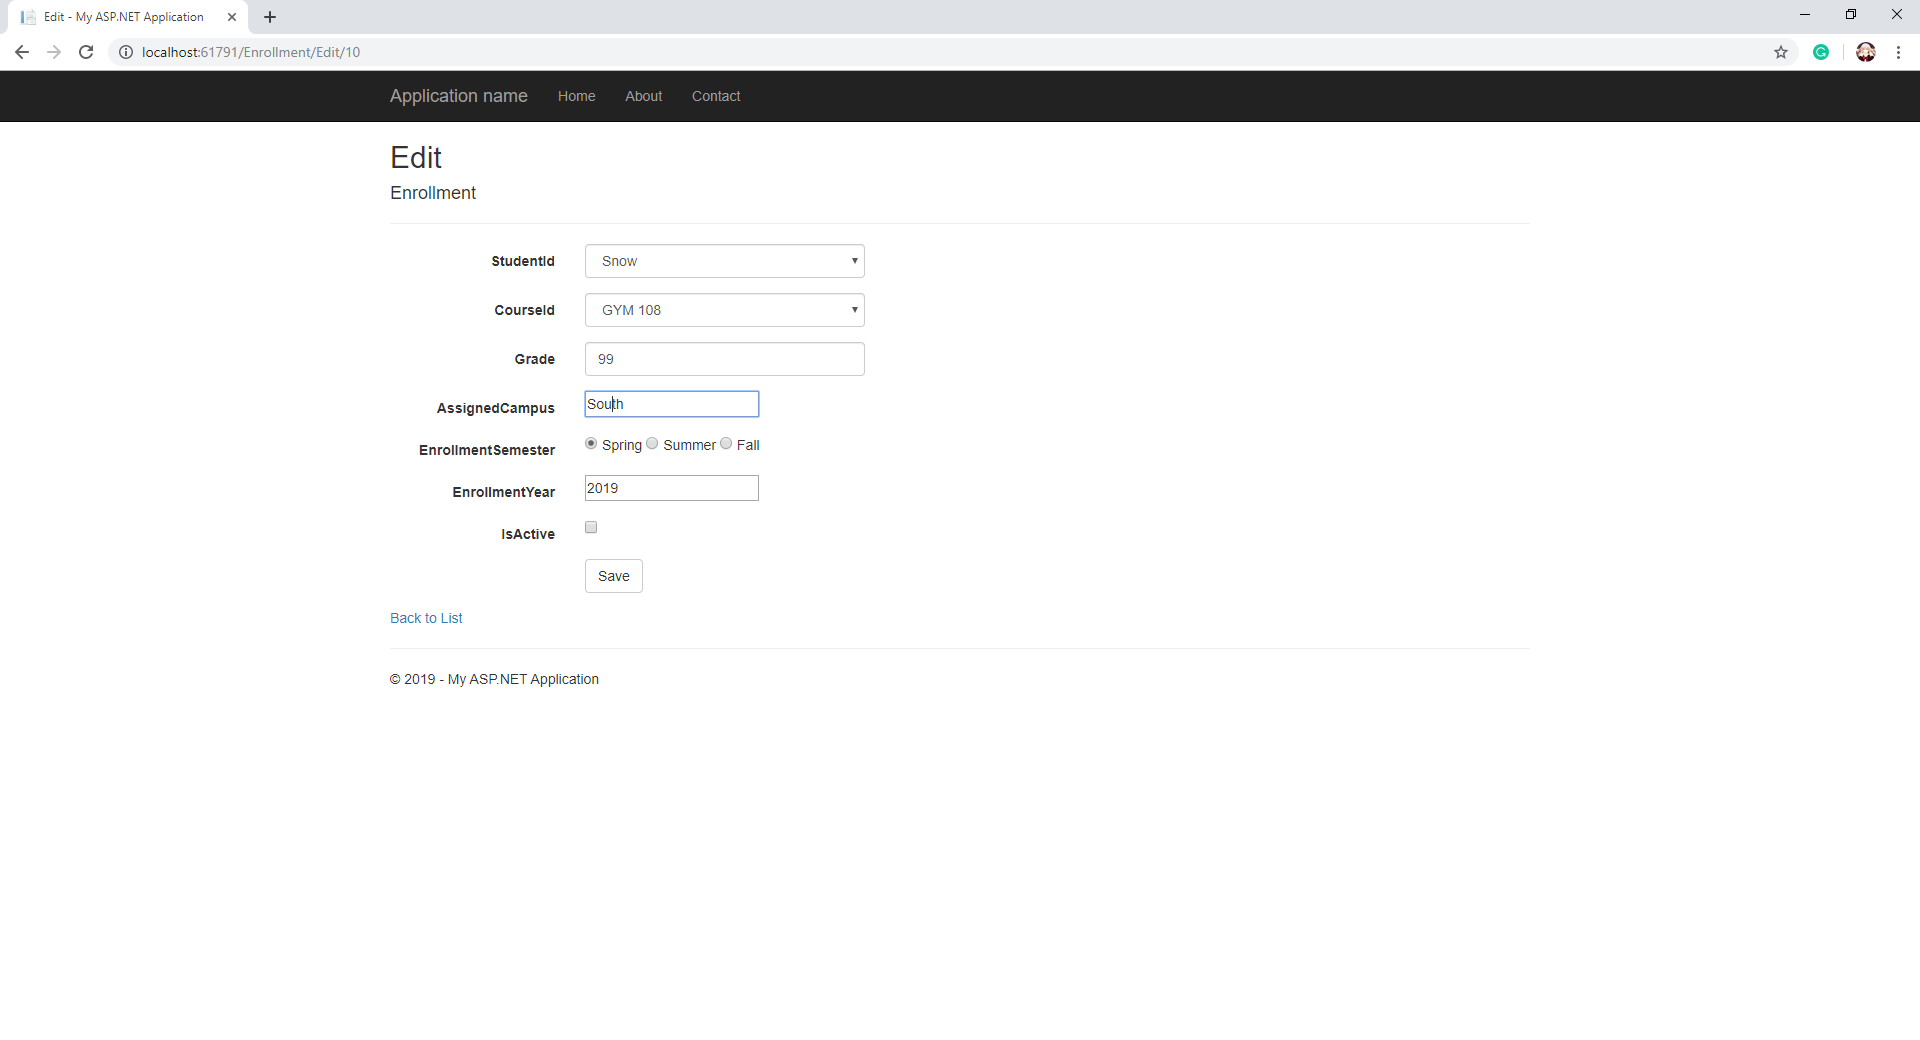 Edit - My ASP.NET Application
localhost:61791/Enrollment/Edit/10
Application name Home About Contact
Edit
Enrollment
StudentId Snow
CourseId GYM 108
Grade 99
AssignedCampus South
EnrollmentSemester Spring Summer Fall
EnrollmentYear 2019
IsActive
Save
Back to List
© 2019 - My ASP.NET Application